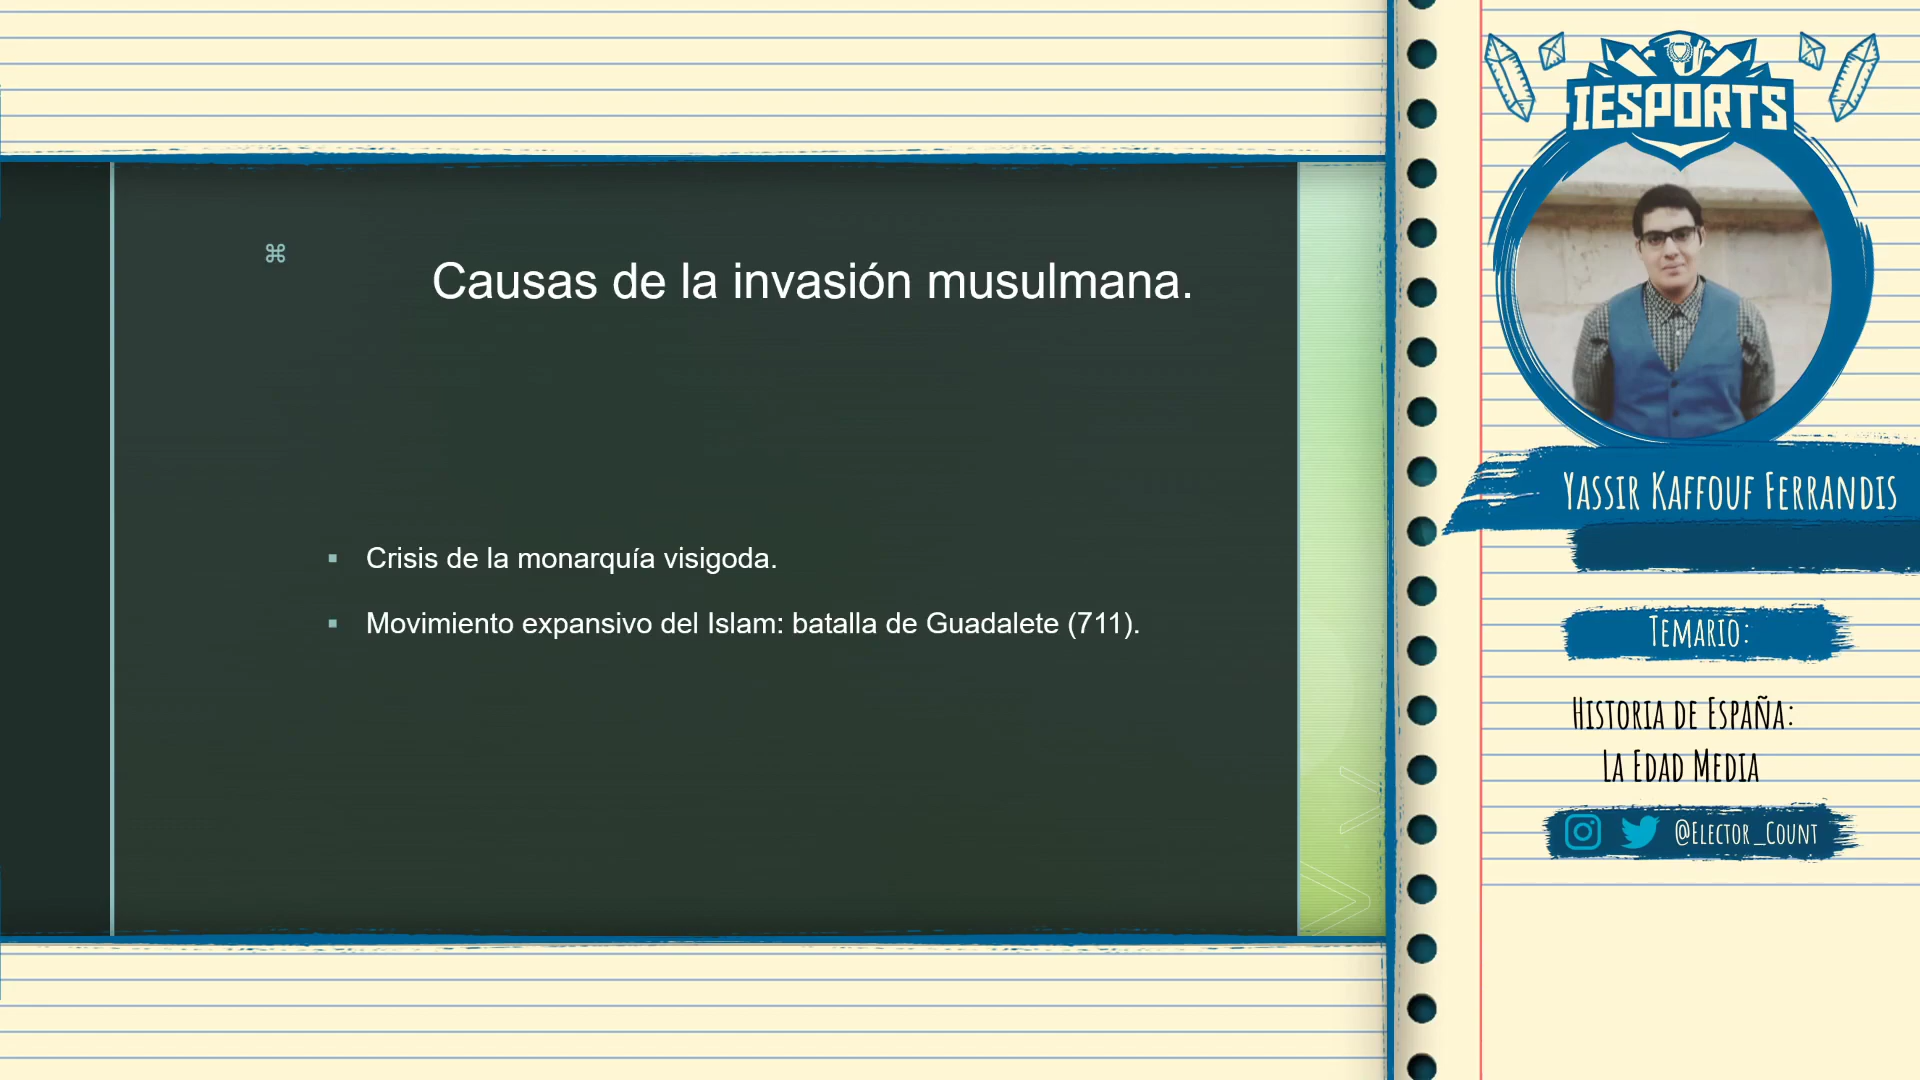 ⌘ Causas de la invasión musulmana.
▪ Crisis de la monarquía visigoda.
▪ Movimiento expansivo del Islam: batalla de Guadalete (711).
IESPORTS
Yassir Kaffouf Ferrandis
Temario:
Historia de España:
La Edad Media
@Elector_Count